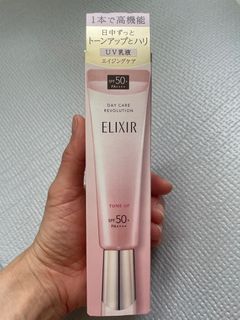 1本で高機能
日中ずっと
トーンアップとハリ
UV乳液
エイジングケア
SPF50+
PA++++
DAY CARE
REVOLUTION
ELIXIR
TONE UP
SPF50+
PA++++